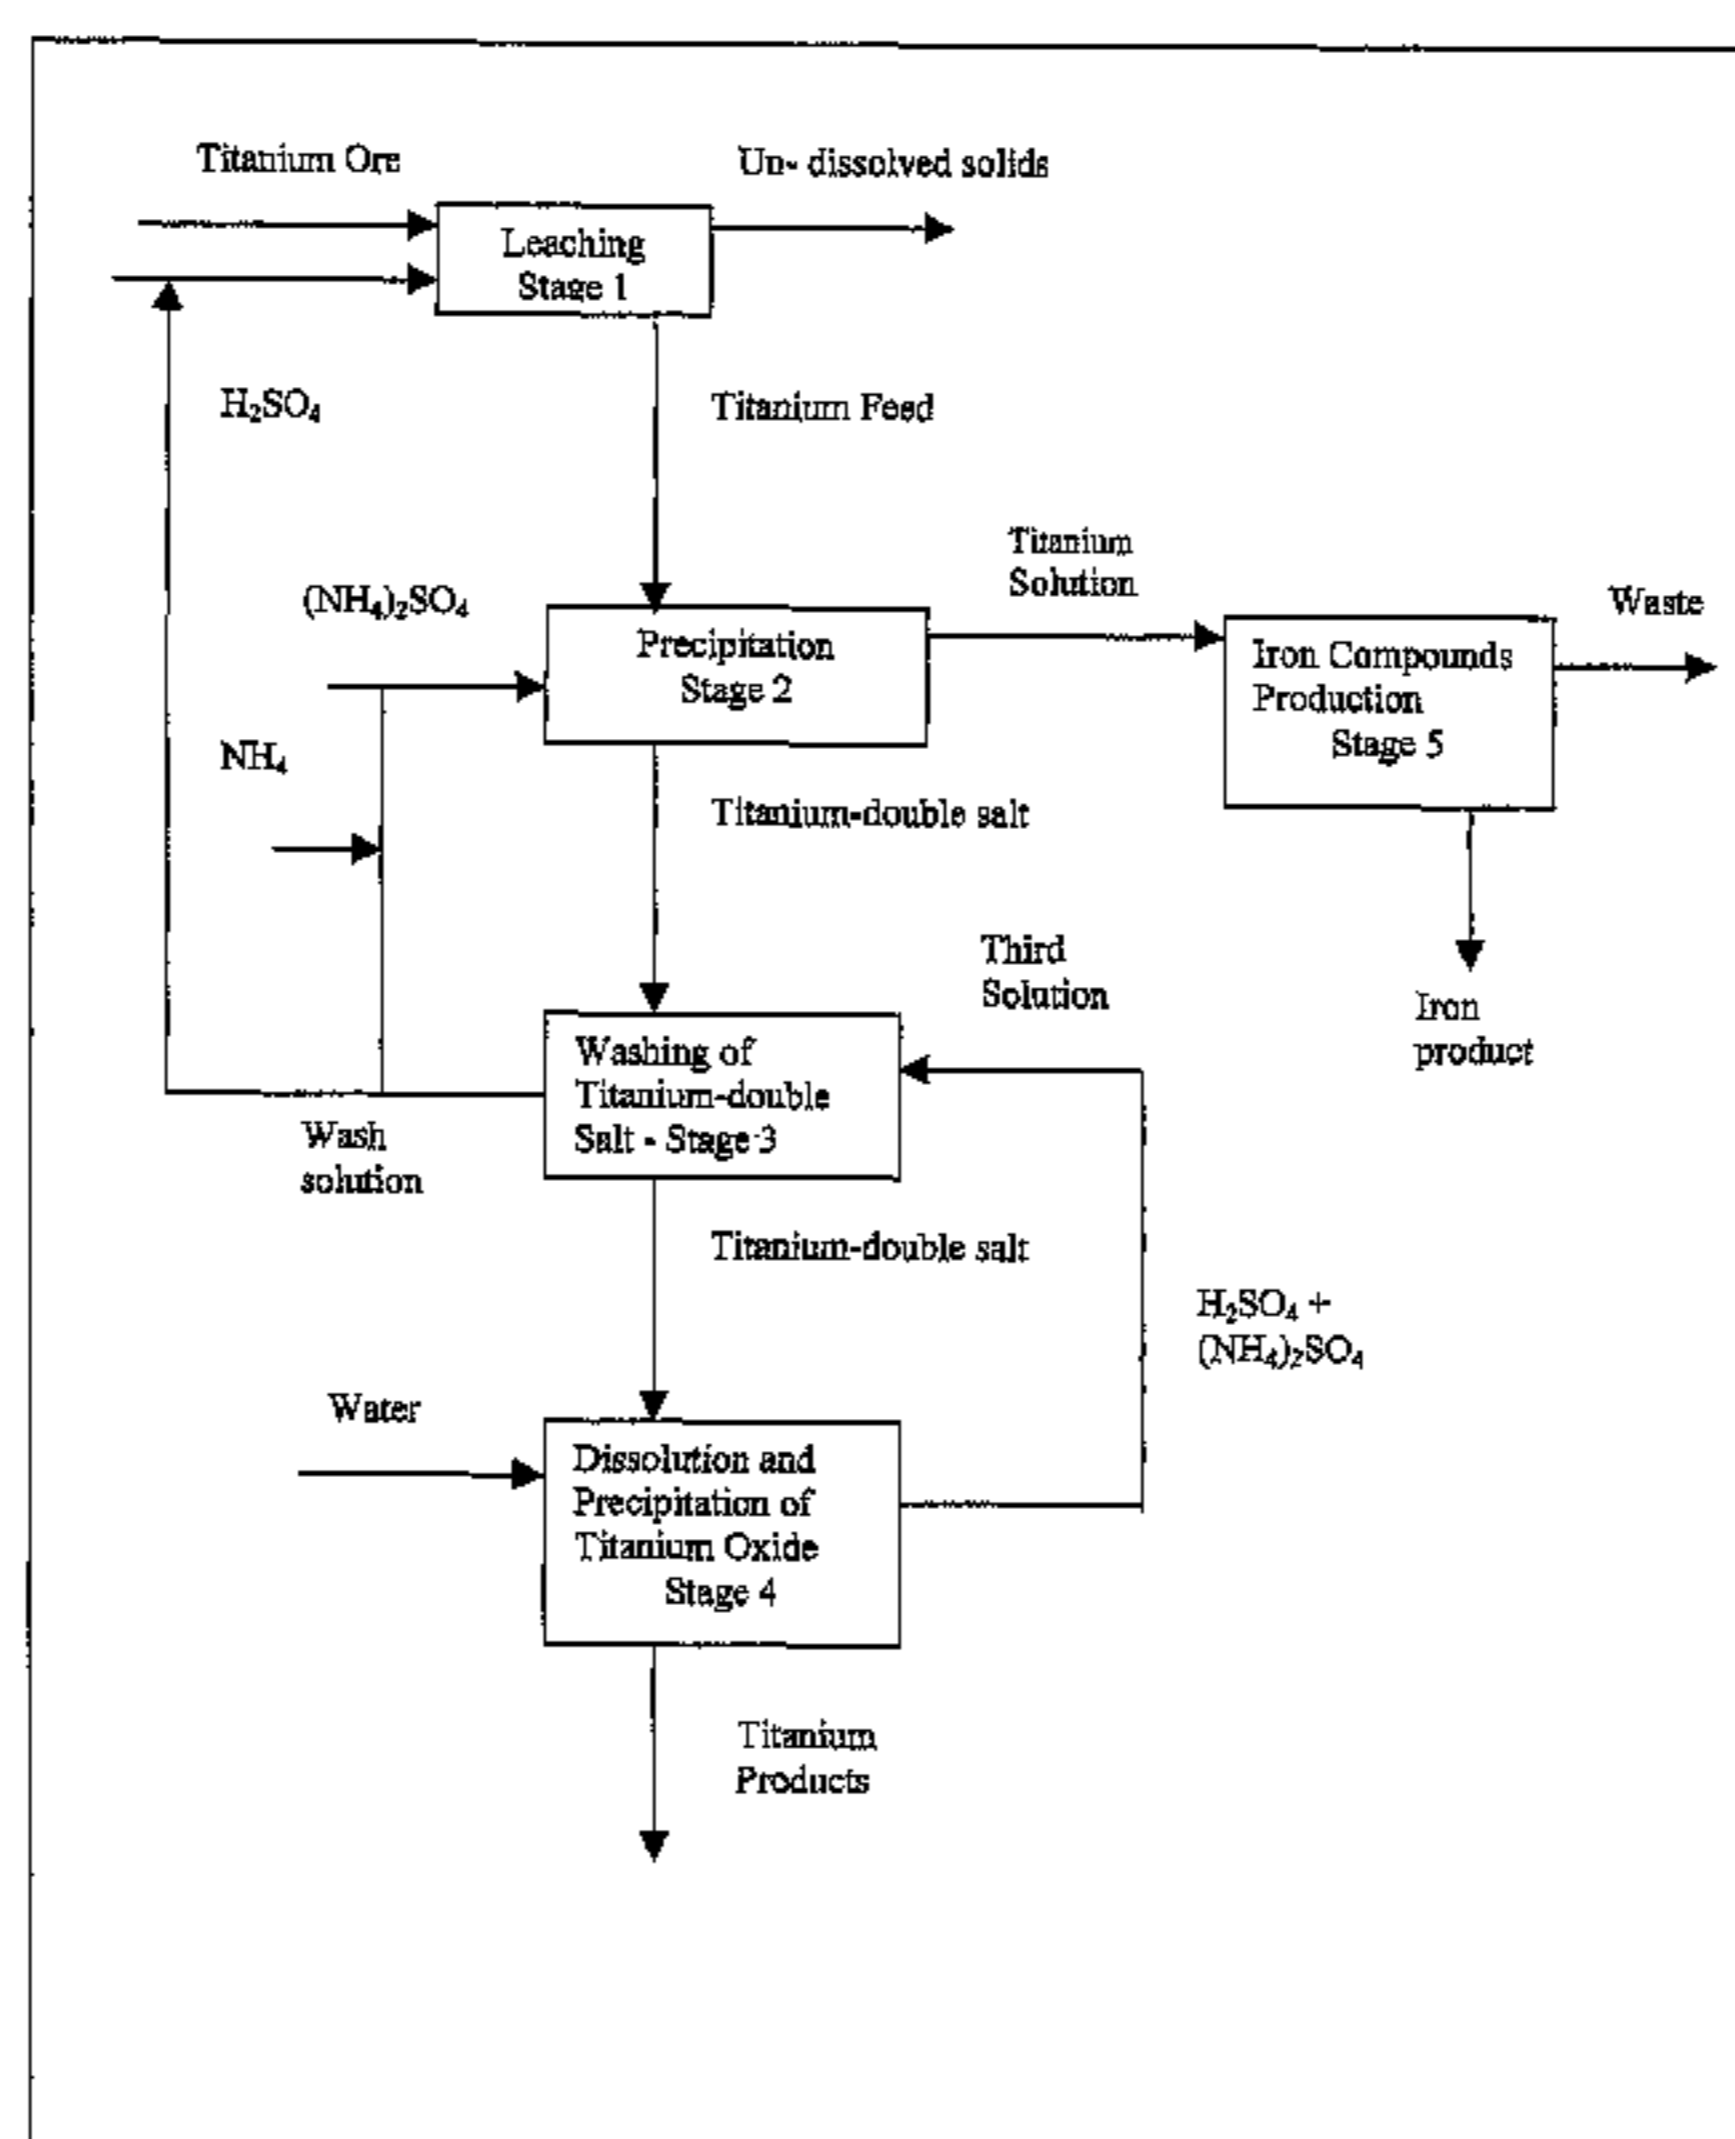 Titanium Ore
Un- dissolved solids
Leaching
Stage 1
H₂SO₄
Titanium Feed
Titanium
Solution
(NH₄)₂SO₄
Waste
Precipitation
Stage 2
Iron Compounds
Production
Stage 5
NH₄
Titanium-double salt
Third
Solution
Iron
product
Washing of
Titanium-double
Salt - Stage 3
Wash
solution
Titanium-double salt
H₂SO₄ +
(NH₄)₂SO₄
Water
Dissolution and
Precipitation of
Titanium Oxide
Stage 4
Titanium
Products